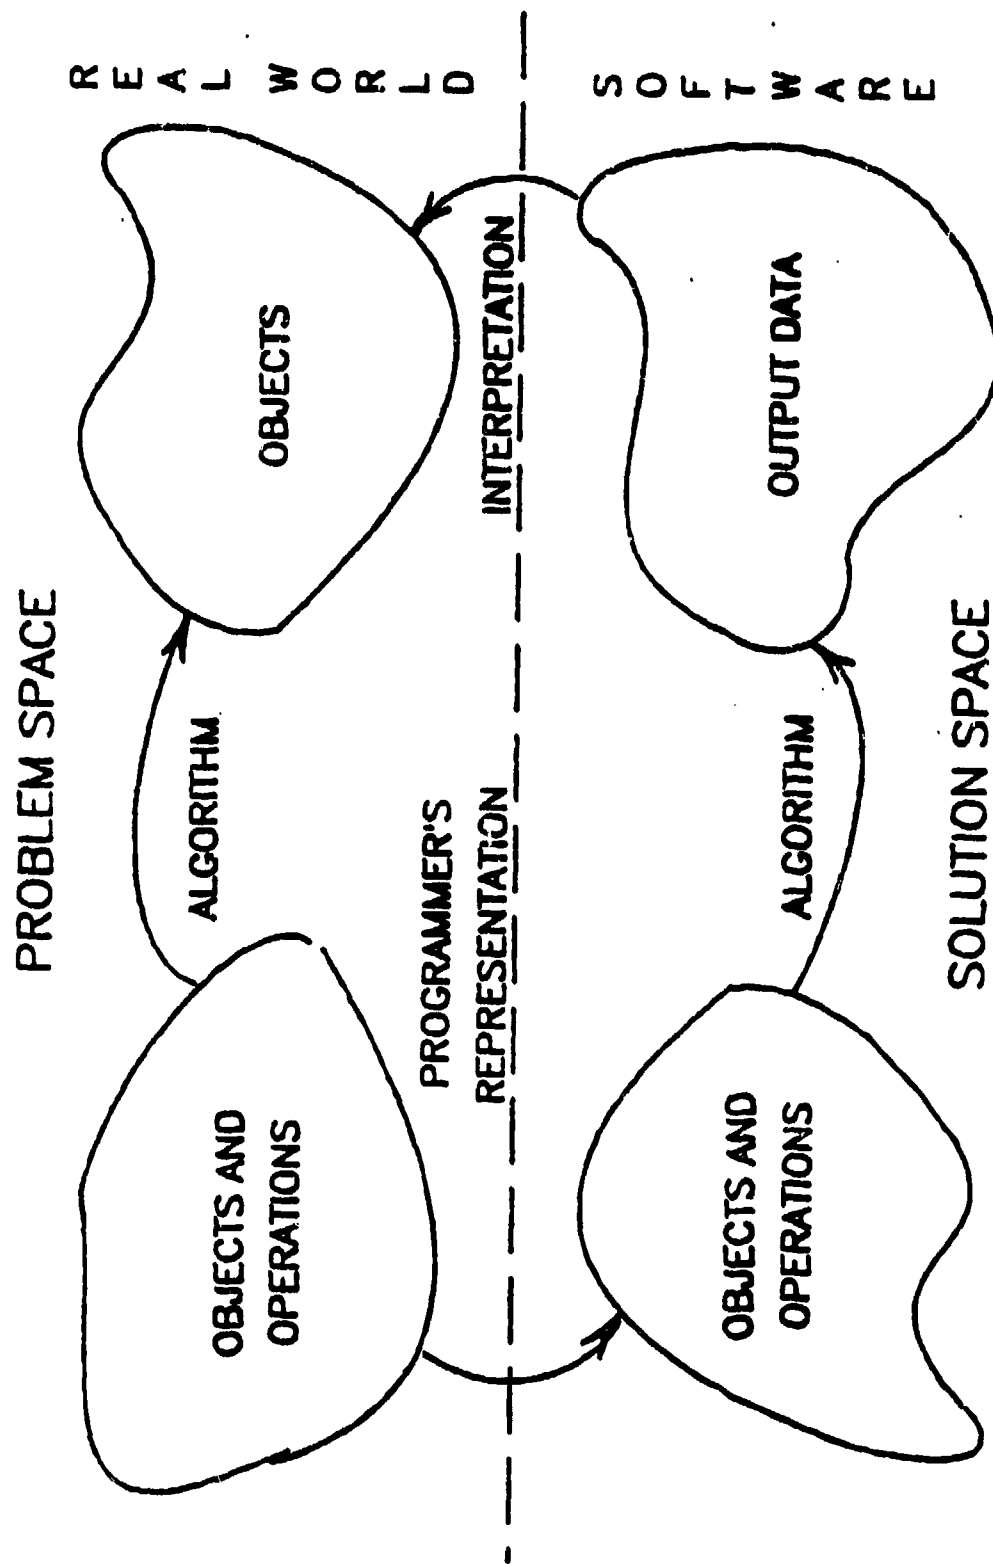 PROBLEM SPACE
REAL WORLD
OBJECTS AND
OPERATIONS
ALGORITHM
OBJECTS
PROGRAMMER'S
REPRESENTATION
INTERPRETATION
SOFTWARE
OBJECTS AND
OPERATIONS
ALGORITHM
OUTPUT DATA
SOLUTION SPACE